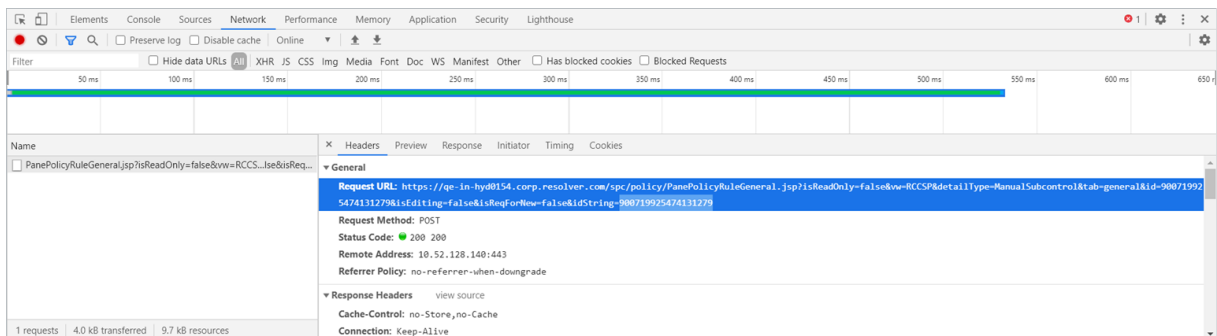 Elements Console Sources Network Performance Memory Application Security Lighthouse 1
Preserve log Disable cache Online
Filter Hide data URLs All XHR JS CSS Img Media Font Doc WS Manifest Other Has blocked cookies Blocked Requests
50 ms 100 ms 150 ms 200 ms 250 ms 300 ms 350 ms 400 ms 450 ms 500 ms 550 ms 600 ms 650
Name Headers Preview Response Initiator Timing Cookies
PanePolicyRuleGeneral.jsp?isReadOnly=false&vw=RCCS...lse&isReq...
General
Request URL: https://qe-in-hyd0154.corp.resolver.com/spc/policy/PanePolicyRuleGeneral.jsp?isReadOnly=false&vw=RCCSP&detailType=ManualSubcontrol&tab=general&id=90071992
5474131279&isEditing=false&isReqForNew=false&idString=900719925474131279
Request Method: POST
Status Code: 200 200
Remote Address: 10.52.128.140:443
Referrer Policy: no-referrer-when-downgrade
Response Headers view source
Cache-Control: no-Store,no-Cache
Connection: Keep-Alive
1 requests 4.0 kB transferred 9.7 kB resources